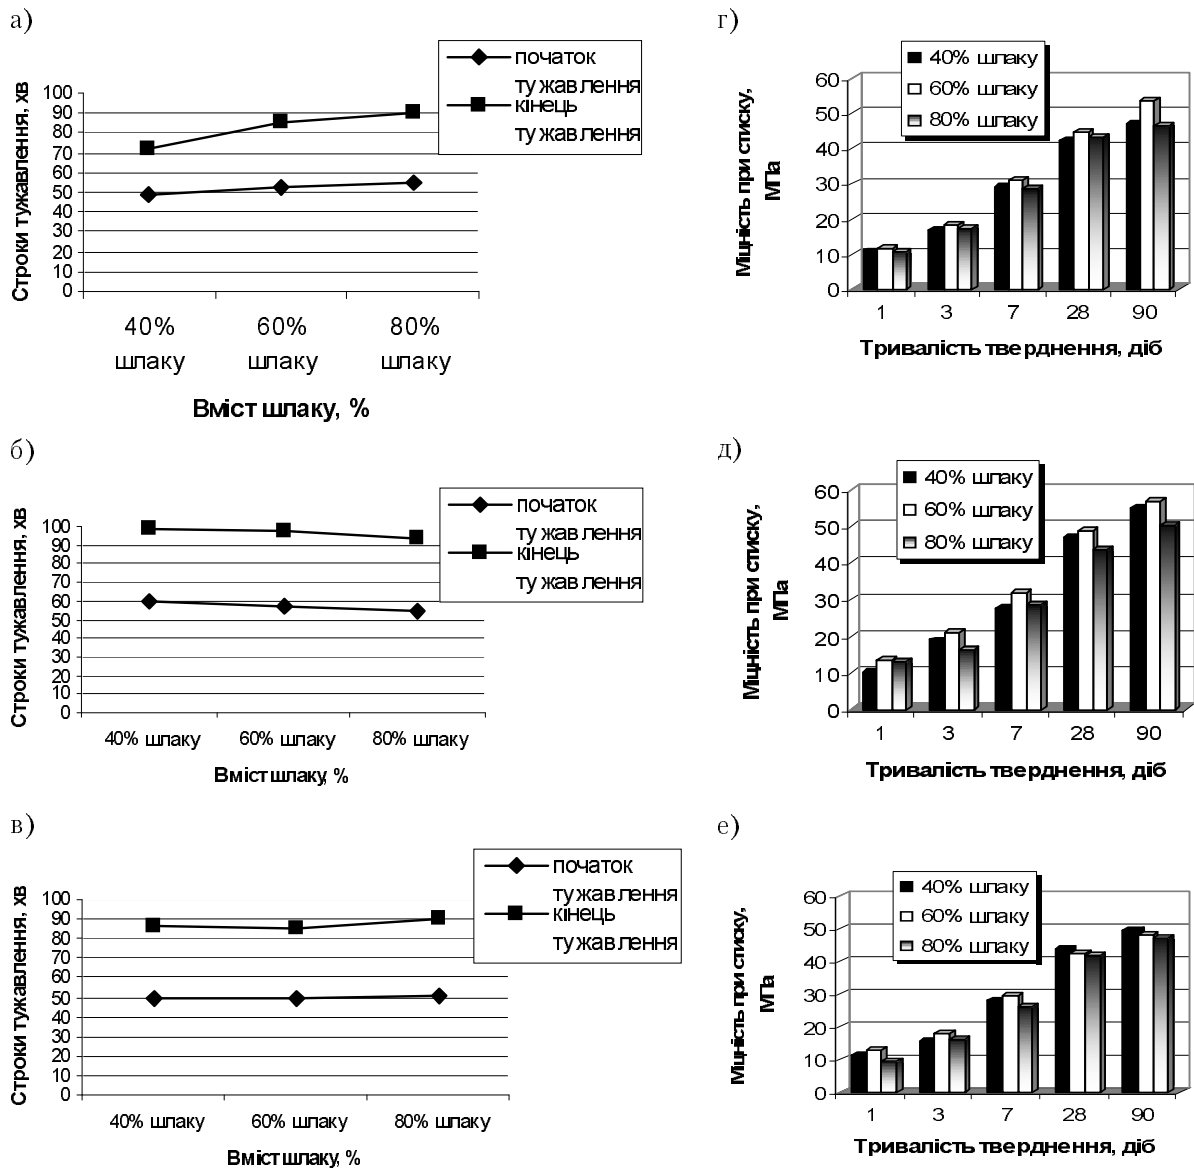 а)
початок
тужавлення
кінець
тужавлення
Строки тужавлення, хв
100
90
80
70
60
50
40
30
20
10
0
40%
шлаку
60%
шлаку
80%
шлаку
Вміст шлаку, %
г)
40% шлаку
60% шлаку
80% шлаку
Міцність при стиску,
МПа
60
50
40
30
20
10
0
1
3
7
28
90
Тривалість тверднення, діб
б)
початок
тужавлення
кінець
тужавлення
Строки тужавлення, хв
100
90
80
70
60
50
40
30
20
10
0
40% шлаку
60% шлаку
80% шлаку
Вміст шлаку, %
д)
40% шлаку
60% шлаку
80% шлаку
Міцність при стиску,
МПа
60
50
40
30
20
10
0
1
3
7
28
90
Тривалість тверднення, діб
в)
початок
тужавлення
кінець
тужавлення
Строки тужавлення, хв
100
90
80
70
60
50
40
30
20
10
0
40% шлаку
60% шлаку
80% шлаку
Вміст шлаку, %
е)
40% шлаку
60% шлаку
80% шлаку
Міцність при стиску,
МПа
60
50
40
30
20
10
0
1
3
7
28
90
Тривалість тверднення, діб